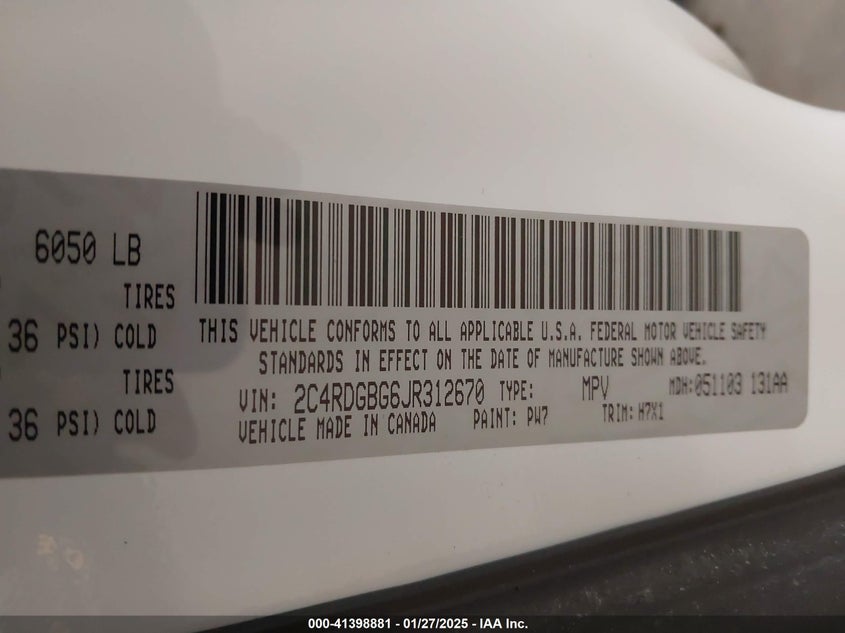 6050 LB
TIRES
36 PSI) COLD
TIRES
36 PSI) COLD
THIS VEHICLE CONFORMS TO ALL APPLICABLE U.S.A. FEDERAL MOTOR VEHICLE SAFETY
STANDARDS IN EFFECT ON THE DATE OF MANUFACTURE SHOWN ABOVE.
VIN: 2C4RDGBG6JR312670 TYPE: MPV MDH: 051103 131AA
VEHICLE MADE IN CANADA PAINT: PW7 TRIM: H7X1
000-41398881 - 01/27/2025 - IAA Inc.